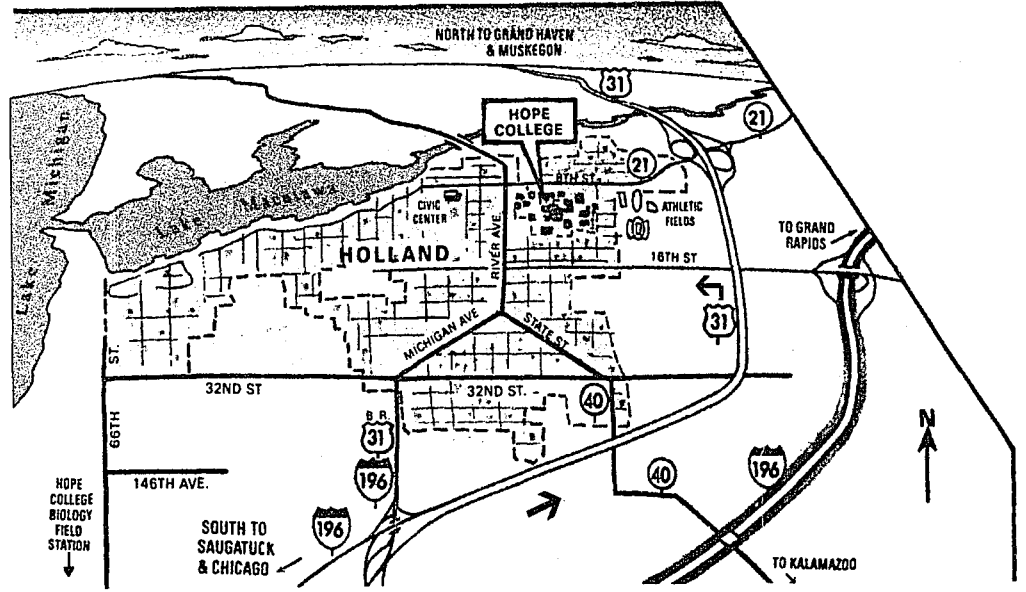 NORTH TO GRAND HAVEN
& MUSKEGON
31
HOPE
COLLEGE
21
21
8TH ST.
Lake Michigan
Lake Macatawa
CIVIC
CENTER
ATHLETIC
FIELDS
RIVER AVE.
HOLLAND
TO GRAND
RAPIDS
16TH ST
31
MICHIGAN AVE
STATE ST.
66TH ST.
32ND ST
32ND ST.
40
B.R.
31
196
146TH AVE.
196
40
196
N
HOPE
COLLEGE
BIOLOGY
FIELD
STATION
SOUTH TO
SAUGATUCK
& CHICAGO
TO KALAMAZOO